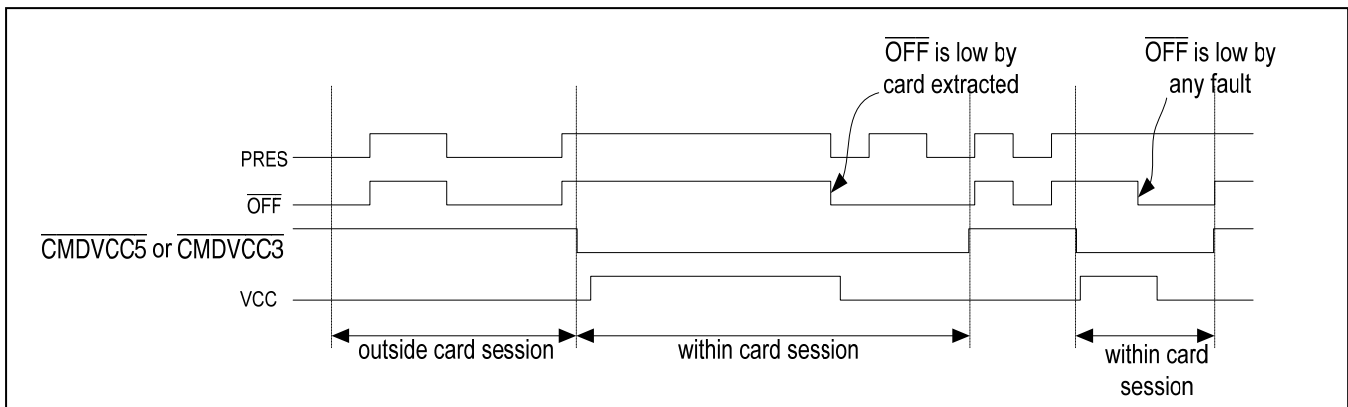 OFF is low by
card extracted
OFF is low by
any fault
PRES
OFF
CMDVCC5 or CMDVCC3
VCC
outside card session
within card session
within card
session